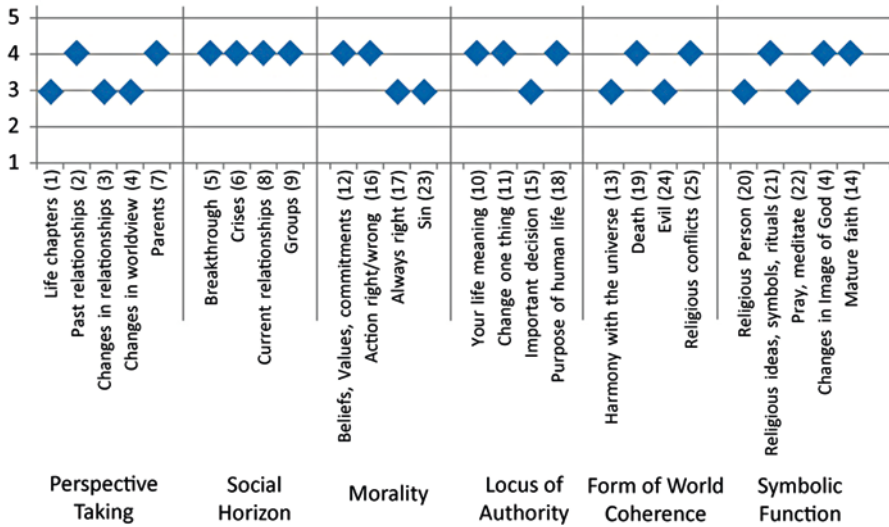 5
4
3
2
1
Life chapters (1)
Past relationships (2)
Changes in relationships (3)
Changes in worldview (4)
Parents (7)
Breakthrough (5)
Crises (6)
Current relationships (8)
Groups (9)
Beliefs, Values, commitments (12)
Action right/wrong (16)
Always right (17)
Sin (23)
Your life meaning (10)
Change one thing (11)
Important decision (15)
Purpose of human life (18)
Harmony with the universe (13)
Death (19)
Evil (24)
Religious conflicts (25)
Religious Person (20)
Religious ideas, symbols, rituals (21)
Pray, meditate (22)
Changes in Image of God (4)
Mature faith (14)
Perspective
Taking
Social
Horizon
Morality
Locus of
Authority
Form of World
Coherence
Symbolic
Function